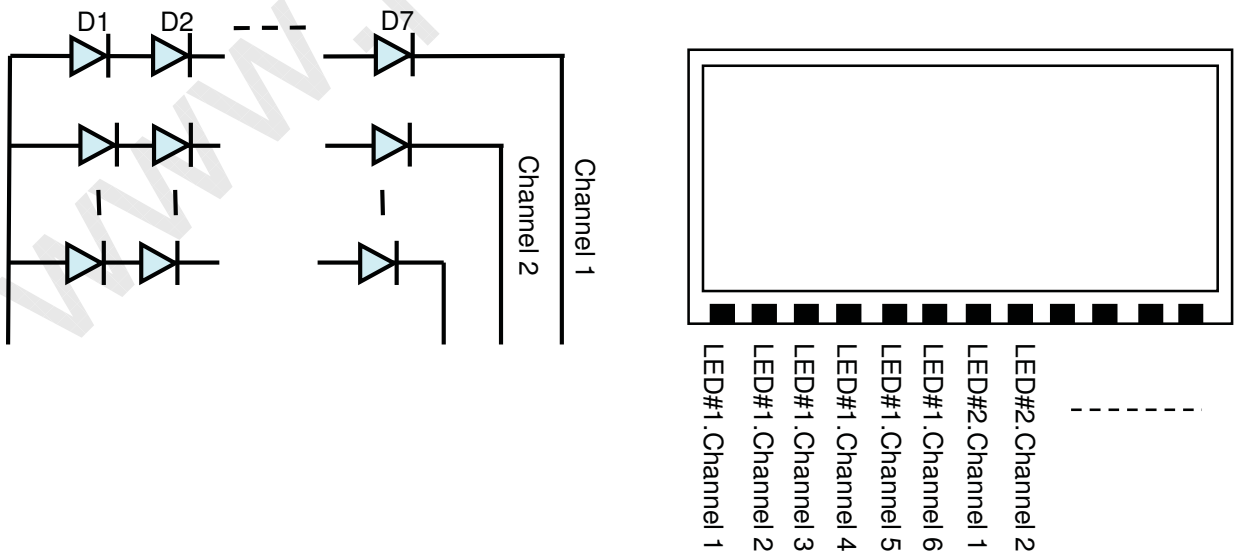 D1
D2
D7
Channel 2
Channel 1
LED#1.Channel 1
LED#1.Channel 2
LED#1.Channel 3
LED#1.Channel 4
LED#1.Channel 5
LED#1.Channel 6
LED#2.Channel 1
LED#2.Channel 2
www.